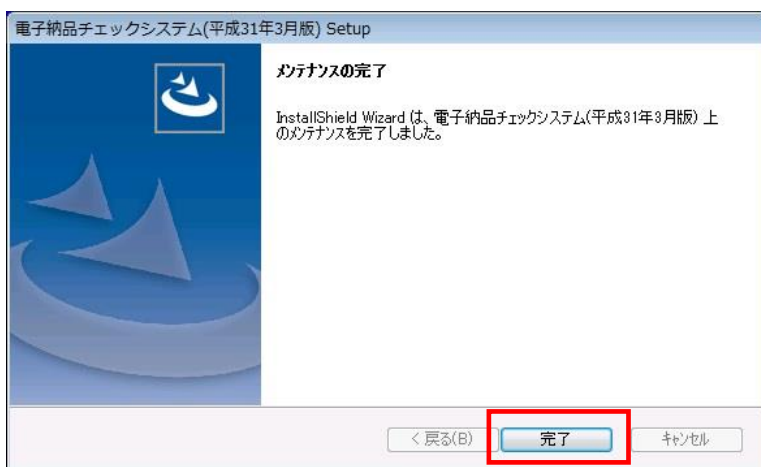 電子納品チェックシステム(平成31年3月版) Setup
メンテナンスの完了
InstallShield Wizard は、電子納品チェックシステム(平成31年3月版) 上
のメンテナンスを完了しました。
< 戻る(B)
完了
キャンセル